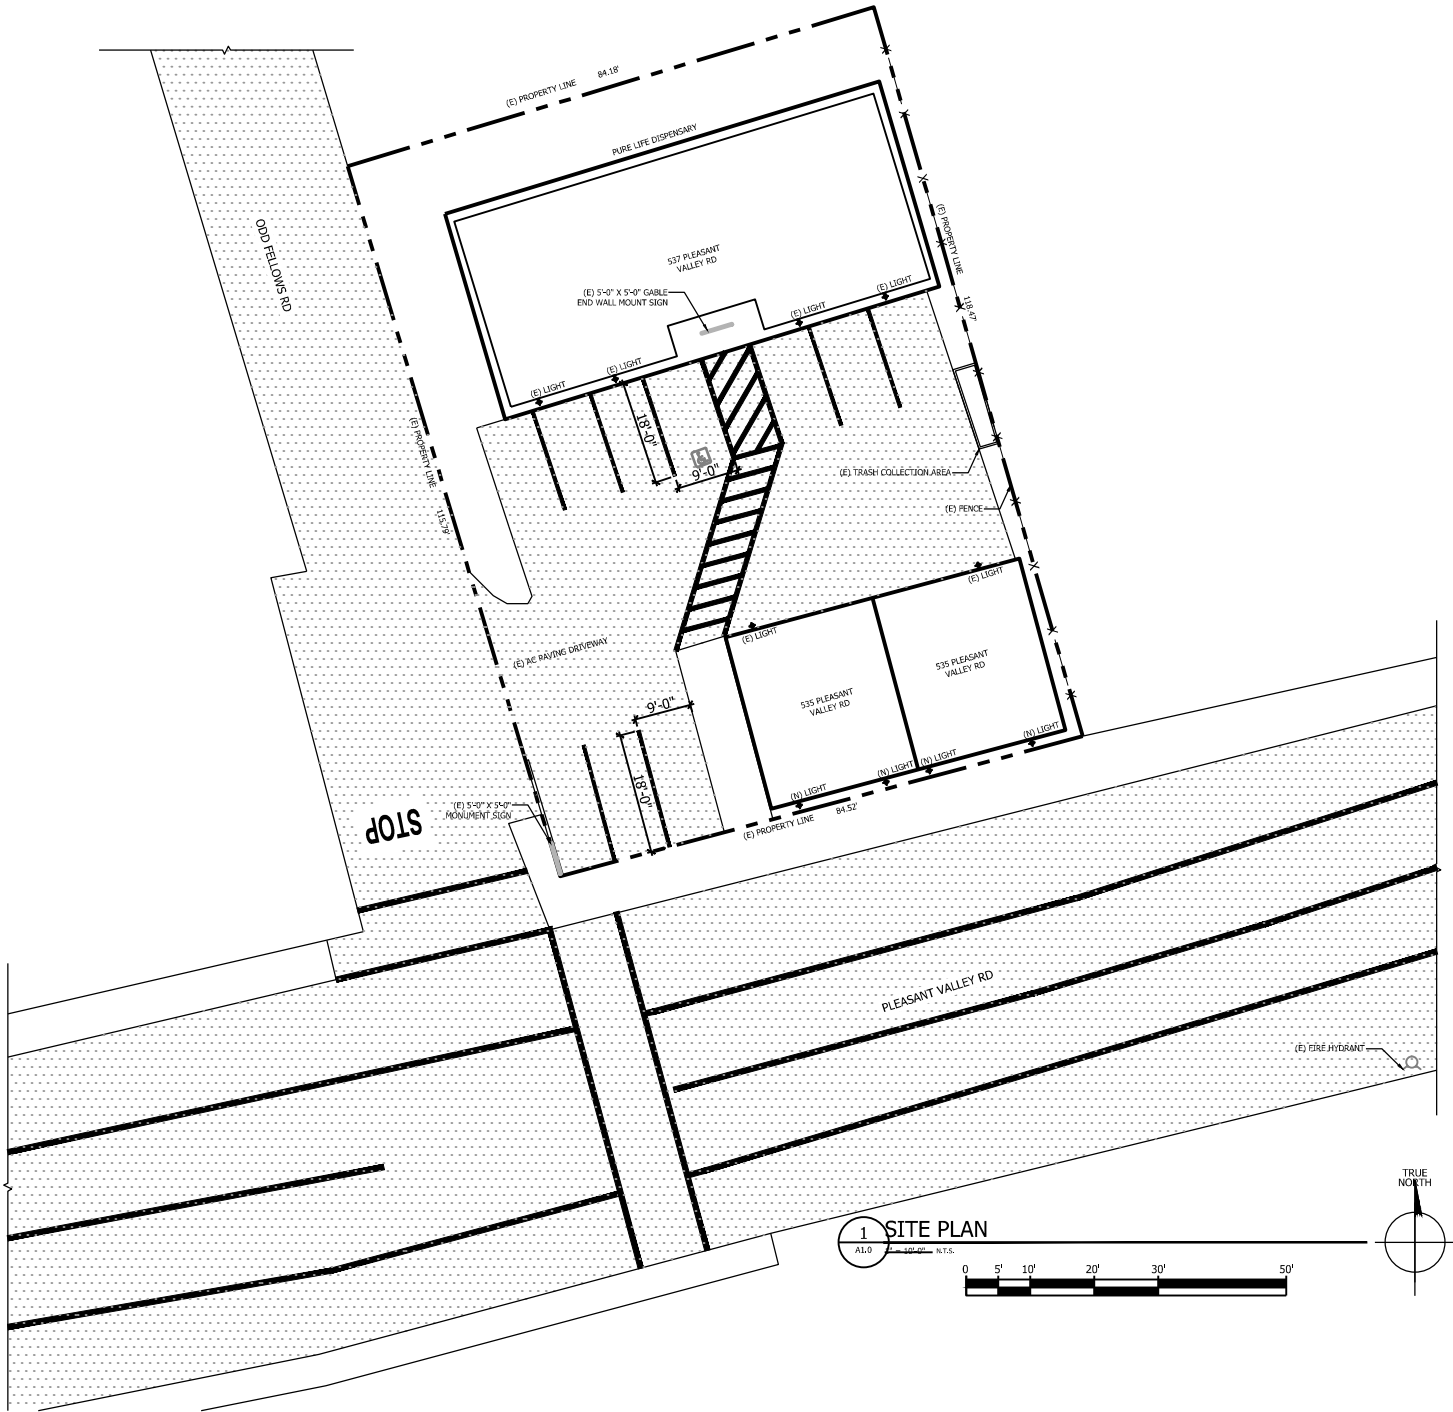 (E) PROPERTY LINE
84.18'
PURE LIFE DISPENSARY
ODD FELLOWS RD
(E) PROPERTY LINE
118.47'
537 PLEASANT
VALLEY RD
(E) 5'-0" X 5'-0" GABLE
END WALL MOUNT SIGN
(E) LIGHT
(E) LIGHT
(E) LIGHT
(E) LIGHT
18'-0"
9'-0"
(E) PROPERTY LINE
115.79'
(E) TRASH COLLECTION AREA
(E) FENCE
(E) LIGHT
(E) LIGHT
(E) AC PAVING DRIVEWAY
535 PLEASANT
VALLEY RD
535 PLEASANT
VALLEY RD
9'-0"
18'-0"
(N) LIGHT
(N) LIGHT
(N) LIGHT
(N) LIGHT
(E) 5'-0" X 5'-0"
MONUMENT SIGN
STOP
(E) PROPERTY LINE
84.52'
PLEASANT VALLEY RD
(E) FIRE HYDRANT
TRUE
NORTH
1
A1.0
SITE PLAN
1" = 10'-0"
N.T.S.
0 5' 10' 20' 30' 50'